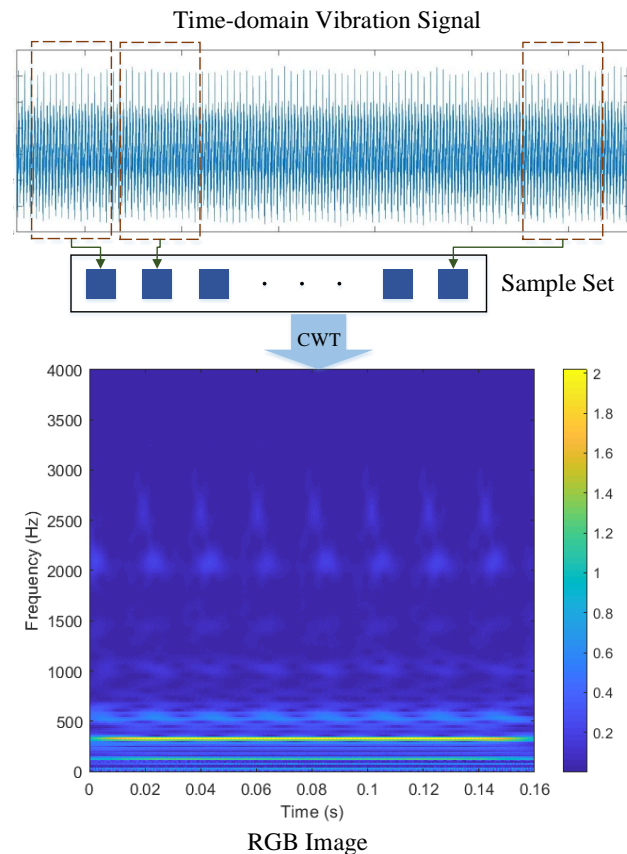 Time-domain Vibration Signal
Sample Set
CWT
4000
3500
3000
2500
2000
1500
1000
500
0
Frequency (Hz)
0 0.02 0.04 0.06 0.08 0.1 0.12 0.14 0.16
Time (s)
2
1.8
1.6
1.4
1.2
1
0.8
0.6
0.4
0.2
RGB Image